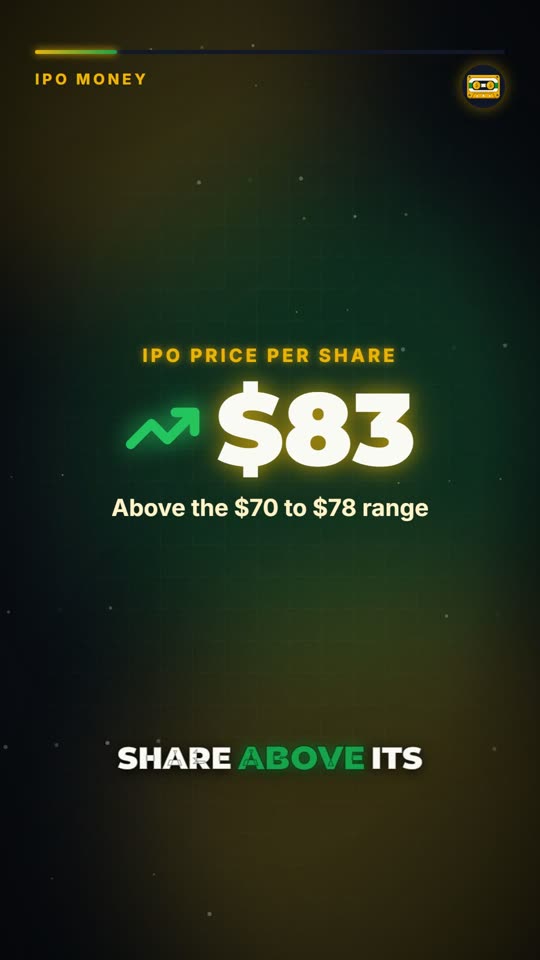 IPO MONEY
IPO PRICE PER SHARE
$83
Above the $70 to $78 range
SHARE ABOVE ITS